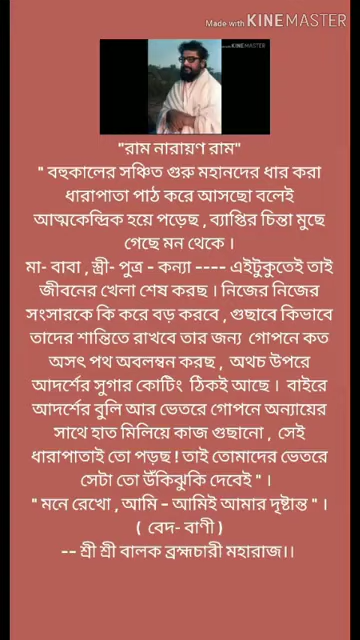 Made with KINEMASTER
KINEMASTER
"রাম নারায়ণ রাম"
" বহুকালের সঞ্চিত গুরু মহানদের ধার করা
ধারাপাতা পাঠ করে আসছো বলেই
আত্মকেন্দ্রিক হয়ে পড়েছ , ব্যাপ্তির চিন্তা মুছে
গেছে মন থেকে ।
মা- বাবা , স্ত্রী- পুত্র - কন্যা ---- এইটুকুতেই তাই
জীবনের খেলা শেষ করছ । নিজের নিজের
সংসারকে কি করে বড় করবে , গুছাবে কিভাবে
তাদের শান্তিতে রাখবে তার জন্য গোপনে কত
অসৎ পথ অবলম্বন করছ , অথচ উপরে
আদর্শের সুগার কোটিং ঠিকই আছে । বাইরে
আদর্শের বুলি আর ভেতরে গোপনে অন্যায়ের
সাথে হাত মিলিয়ে কাজ গুছানো , সেই
ধারাপাতাই তো পড়ছ ! তাই তোমাদের ভেতরে
সেটা তো উঁকিঝুকি দেবেই " ।
" মনে রেখো , আমি - আমিই আমার দৃষ্টান্ত " ।
( বেদ- বাণী )
-- শ্রী শ্রী বালক ব্রহ্মচারী মহারাজ।।